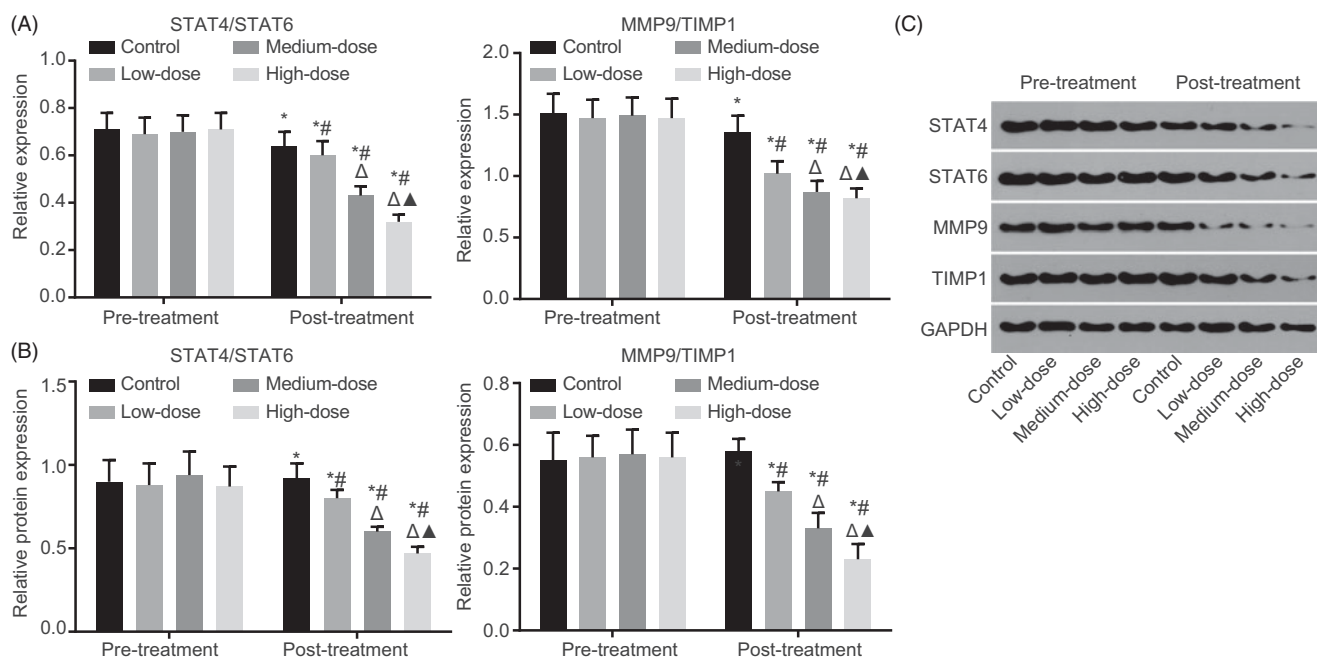 (A)
STAT4/STAT6
Control
Medium-dose
Low-dose
High-dose
Relative expression
1.0
0.8
0.6
0.4
0.2
0.0
*
*#
*#
Δ
*#
Δ▲
Pre-treatment
Post-treatment
MMP9/TIMP1
Control
Medium-dose
Low-dose
High-dose
Relative expression
2.0
1.5
1.0
0.5
0.0
*
*#
*#
Δ
*#
Δ▲
Pre-treatment
Post-treatment
(B)
STAT4/STAT6
Control
Medium-dose
Low-dose
High-dose
Relative protein expression
1.5
1.0
0.5
0.0
*
*#
*#
Δ
*#
Δ▲
Pre-treatment
Post-treatment
MMP9/TIMP1
Control
Medium-dose
Low-dose
High-dose
Relative protein expression
0.8
0.6
0.4
0.2
0.0
*
*#
*#
Δ
*#
Δ▲
Pre-treatment
Post-treatment
(C)
Pre-treatment Post-treatment
STAT4
STAT6
MMP9
TIMP1
GAPDH
Control
Low-dose
Medium-dose
High-dose
Control
Low-dose
Medium-dose
High-dose